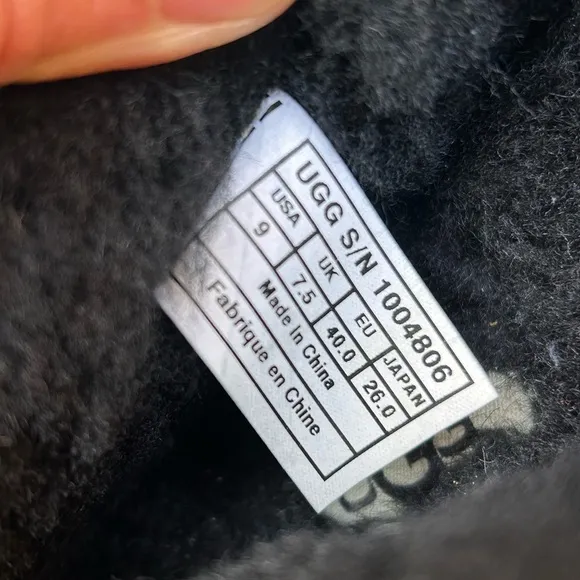 UGG S/N 1004806
USA UK EU JAPAN
9 7.5 40.0 26.0
Made In China
Fabrique en Chine
UGG